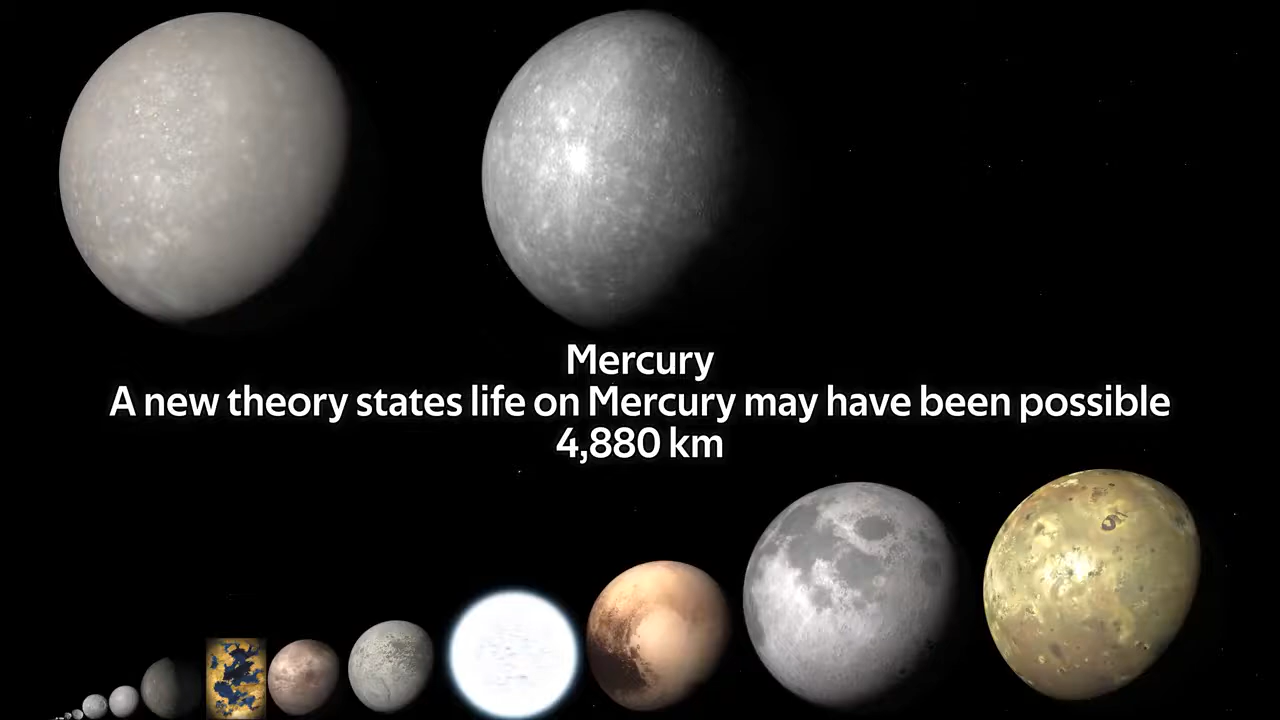 Mercury
A new theory states life on Mercury may have been possible
4,880 km